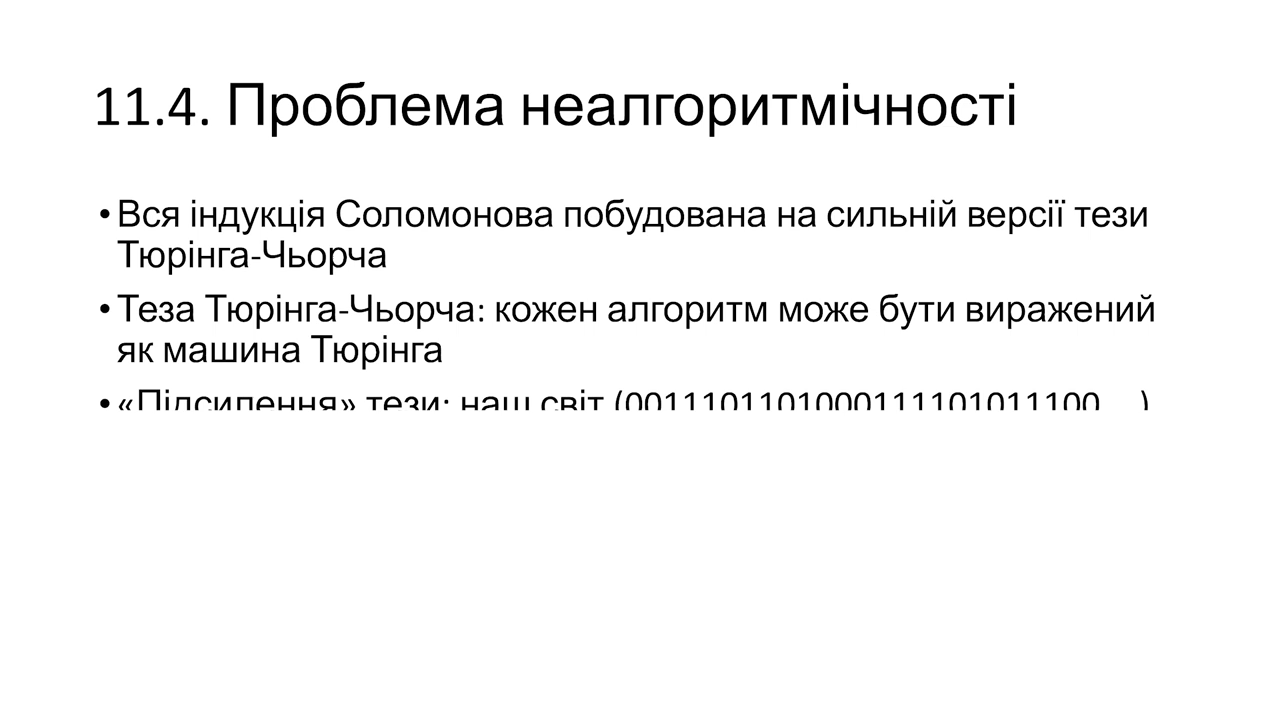 11.4. Проблема неалгоритмічності
• Вся індукція Соломонова побудована на сильній версії тези
Тюрінга-Чьорча
• Теза Тюрінга-Чьорча: кожен алгоритм може бути виражений
як машина Тюрінга
• «Підсилення» тези: наш світ (0011101101000111101011100…)